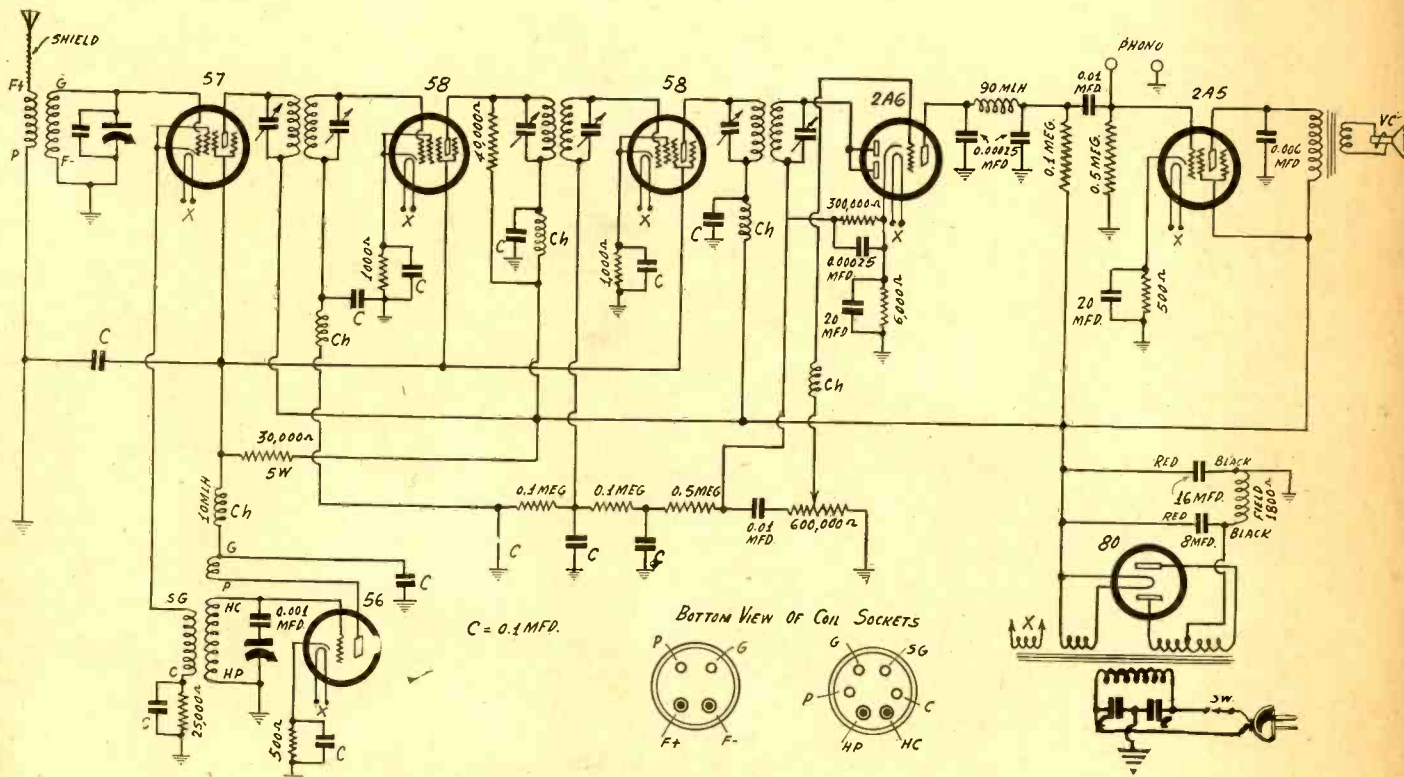 SHIELD
F+
G
P
F-
57
X
58
X
1000Ω
C
C
Ch
40,000Ω
C
Ch
58
X
1000Ω
C
C
Ch
2A6
X
300,000Ω
0.00025
MFD.
20
MFD
6,000Ω
Ch
90 MLH
0.00025
MFD
PHONO
0.01
MFD.
0.1 MEG.
0.5 MEG.
2A5
X
20
MFD.
500Ω
0.006
MFD
VC
C
30,000Ω
5W
10MLH
Ch
G
P
C
SG
HC
0.001
MFD.
56
HP
C
C
25,000Ω
X
500Ω
C
C = 0.1 MFD.
C
0.1 MEG
C
0.1 MEG
C
0.5 MEG
0.01
MFD.
600,000Ω
BOTTOM VIEW OF COIL SOCKETS
P
G
F+
F-
G
SG
P
C
HP
HC
RED
BLACK
16 MFD.
FIELD
1800Ω
RED
BLACK
8MFD.
80
X
SW.
C
C